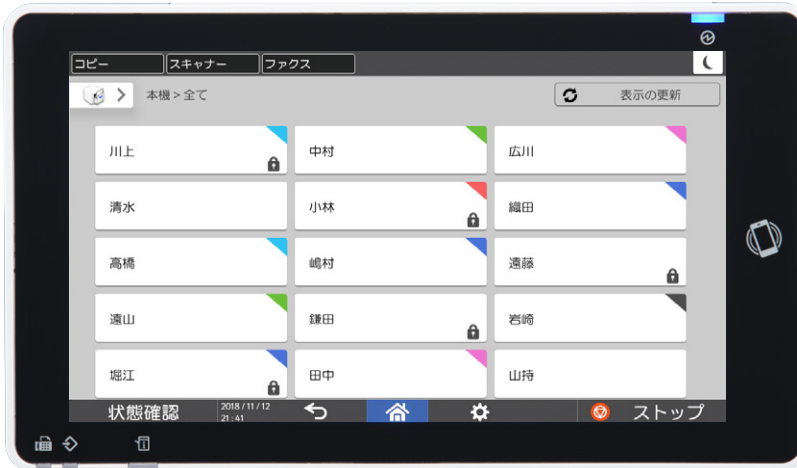 コピー
スキャナー
ファクス
本機 > 全て
表示の更新
川上
中村
広川
清水
小林
織田
高橋
嶋村
遠藤
遠山
鎌田
岩崎
堀江
田中
山持
状態確認
2018/11/12
21:41
ストップ